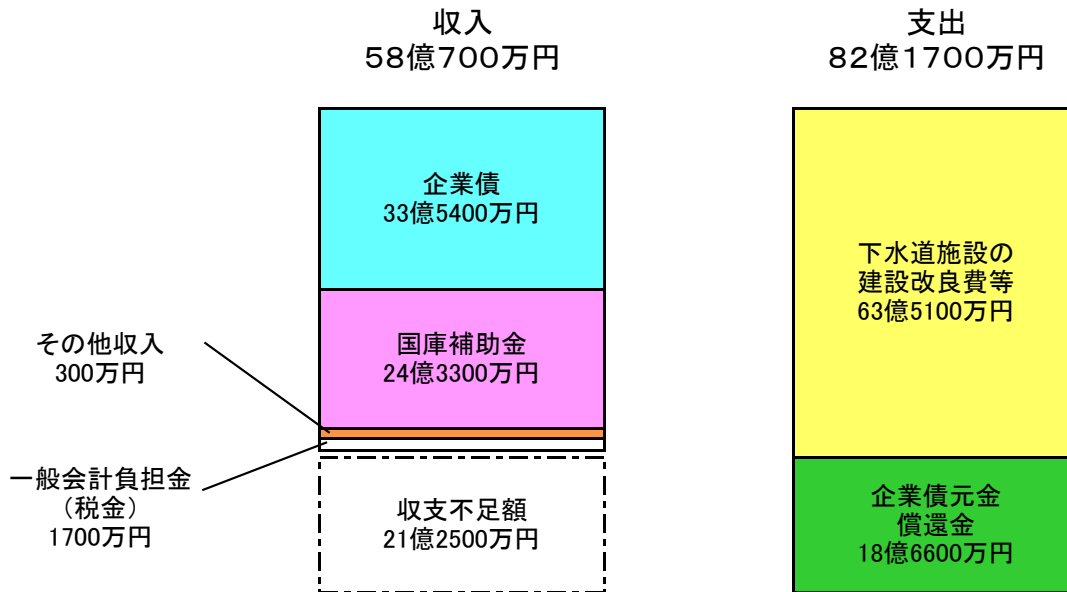 収入
58億700万円
企業債
33億5400万円
国庫補助金
24億3300万円
その他収入
300万円
一般会計負担金
（税金）
1700万円
収支不足額
21億2500万円
支出
82億1700万円
下水道施設の
建設改良費等
63億5100万円
企業債元金
償還金
18億6600万円